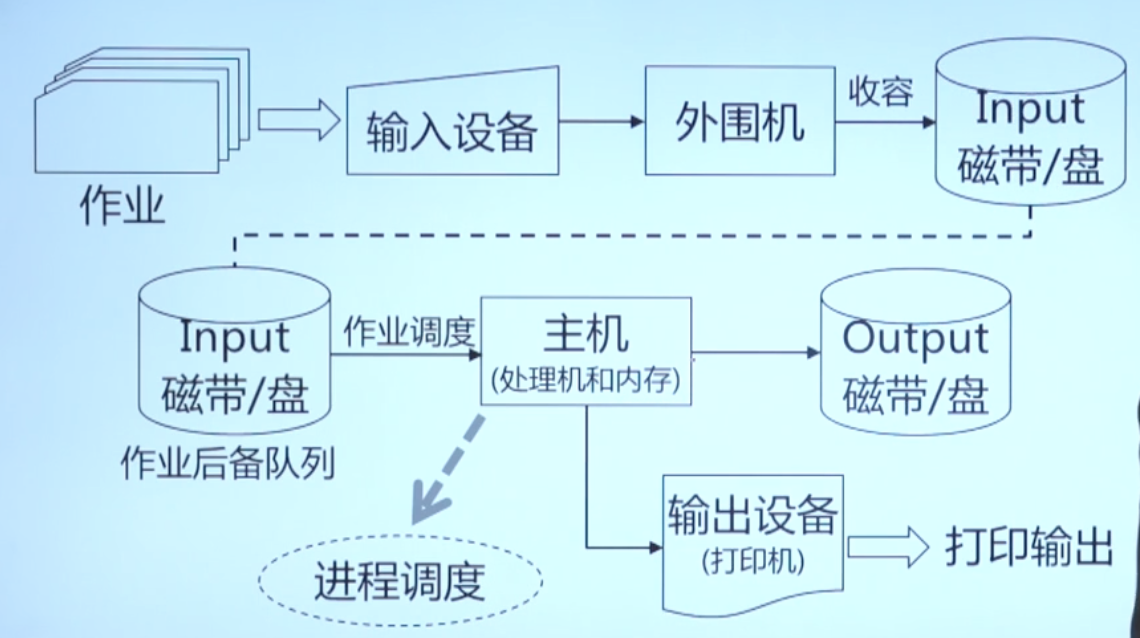 作业
输入设备
外围机
收容
Input
磁带/盘
Input
磁带/盘
作业后备队列
作业调度
主机
(处理机和内存)
Output
磁带/盘
进程调度
输出设备
(打印机)
打印输出